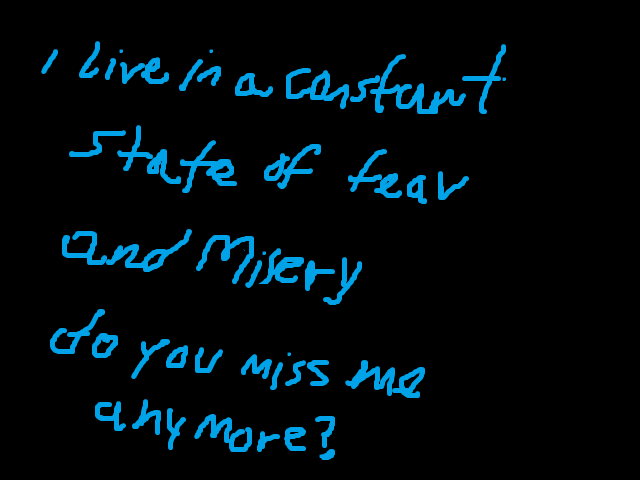 i live in a constant
state of fear
and Misery
do you miss me
anymore?